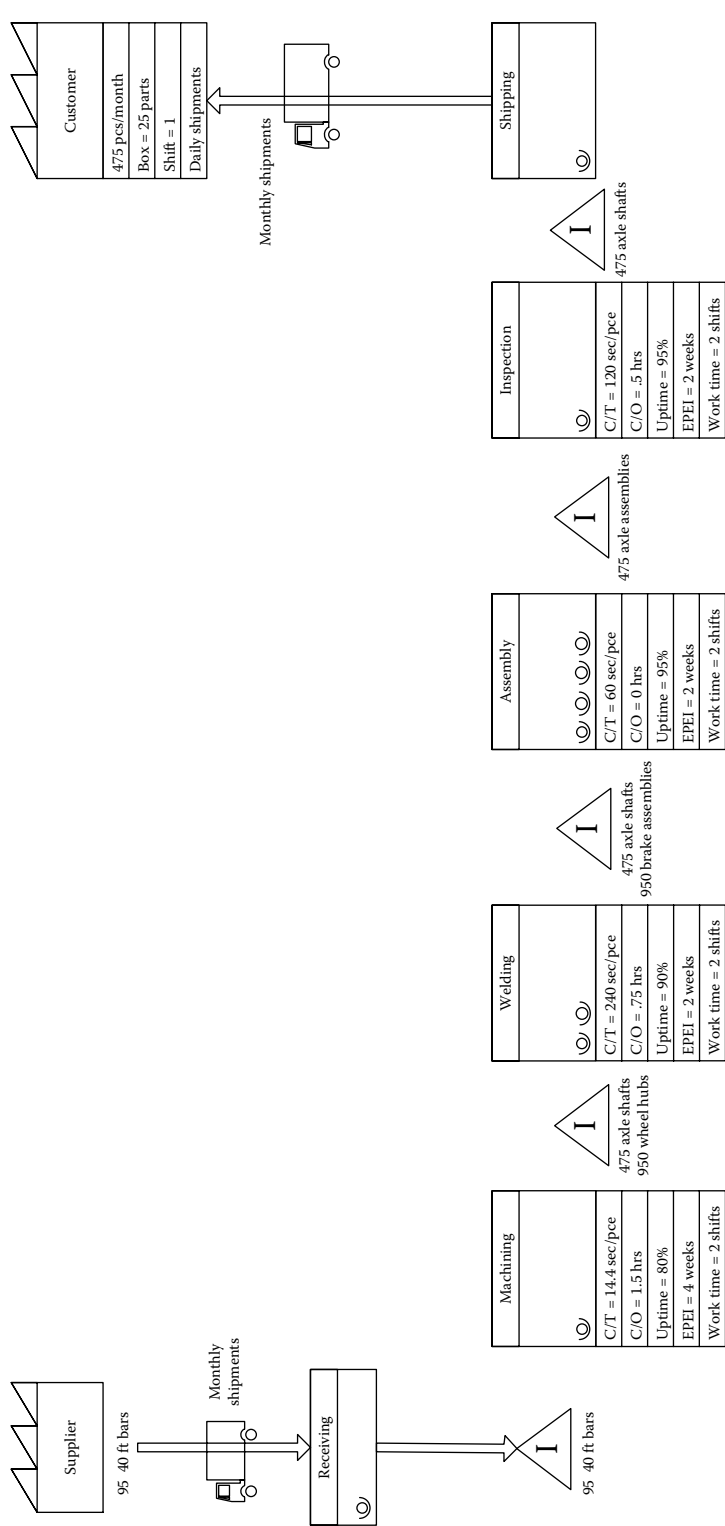 Supplier
95 40 ft bars
Monthly
shipments
Receiving
I
95 40 ft bars
Machining
C/T = 14.4 sec/pce
C/O = 1.5 hrs
Uptime = 80%
EPEI = 4 weeks
Work time = 2 shifts
I
475 axle shafts
950 wheel hubs
Welding
C/T = 240 sec/pce
C/O = .75 hrs
Uptime = 90%
EPEI = 2 weeks
Work time = 2 shifts
I
475 axle shafts
950 brake assemblies
Assembly
C/T = 60 sec/pce
C/O = 0 hrs
Uptime = 95%
EPEI = 2 weeks
Work time = 2 shifts
I
475 axle assemblies
Inspection
C/T = 120 sec/pce
C/O = .5 hrs
Uptime = 95%
EPEI = 2 weeks
Work time = 2 shifts
I
475 axle shafts
Shipping
Monthly shipments
Customer
475 pcs/month
Box = 25 parts
Shift = 1
Daily shipments